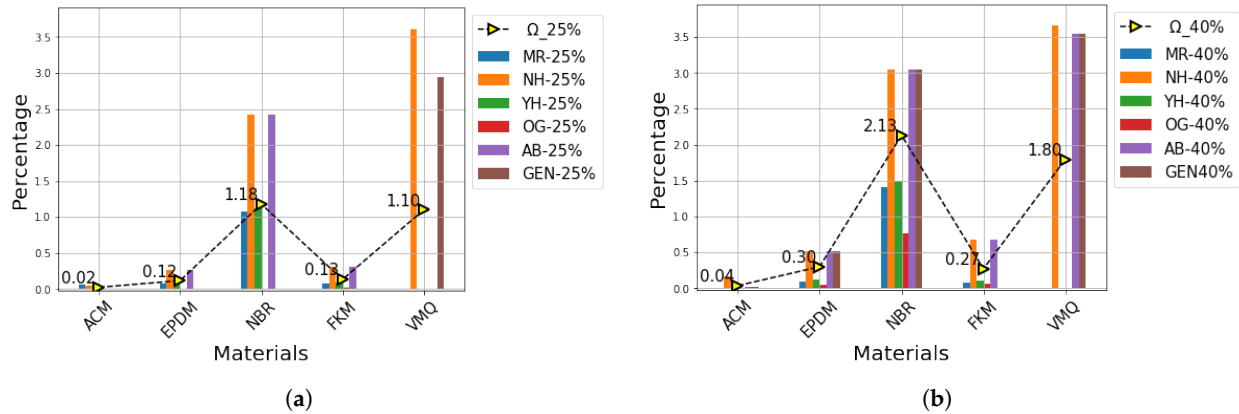 Percentage
3.5
3.0
2.5
2.0
1.5
1.0
0.5
0.0
0.02
0.12
1.18
0.13
1.10
ACM
EPDM
NBR
FKM
VMQ
Materials
Ω_25%
MR-25%
NH-25%
YH-25%
OG-25%
AB-25%
GEN-25%
(a)
Percentage
3.5
3.0
2.5
2.0
1.5
1.0
0.5
0.0
0.04
0.30
2.13
0.27
1.80
ACM
EPDM
NBR
FKM
VMQ
Materials
Ω_40%
MR-40%
NH-40%
YH-40%
OG-40%
AB-40%
GEN40%
(b)